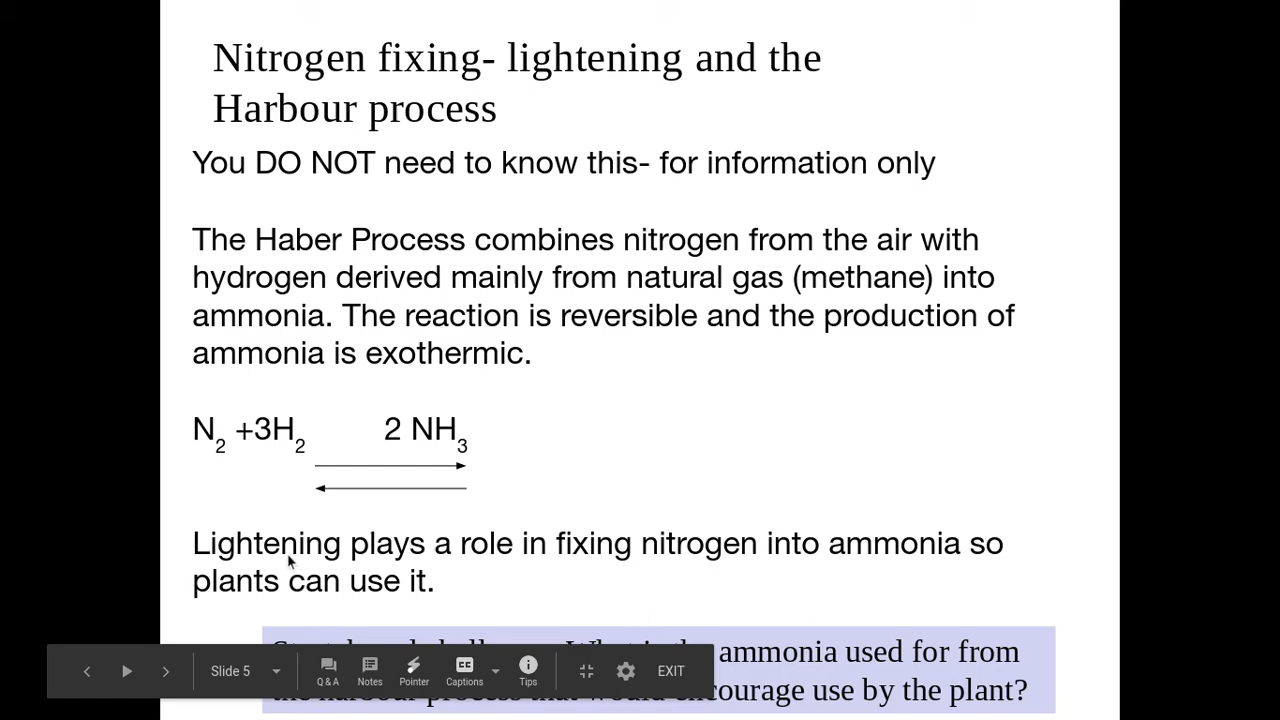 Nitrogen fixing- lightening and the
Harbour process
You DO NOT need to know this- for information only
The Haber Process combines nitrogen from the air with
hydrogen derived mainly from natural gas (methane) into
ammonia. The reaction is reversible and the production of
ammonia is exothermic.
N₂ +3H₂ 2 NH₃
Lightening plays a role in fixing nitrogen into ammonia so
plants can use it.
ammonia used for from
encourage use by the plant?
Slide 5
Q&A Notes Pointer Captions Tips EXIT